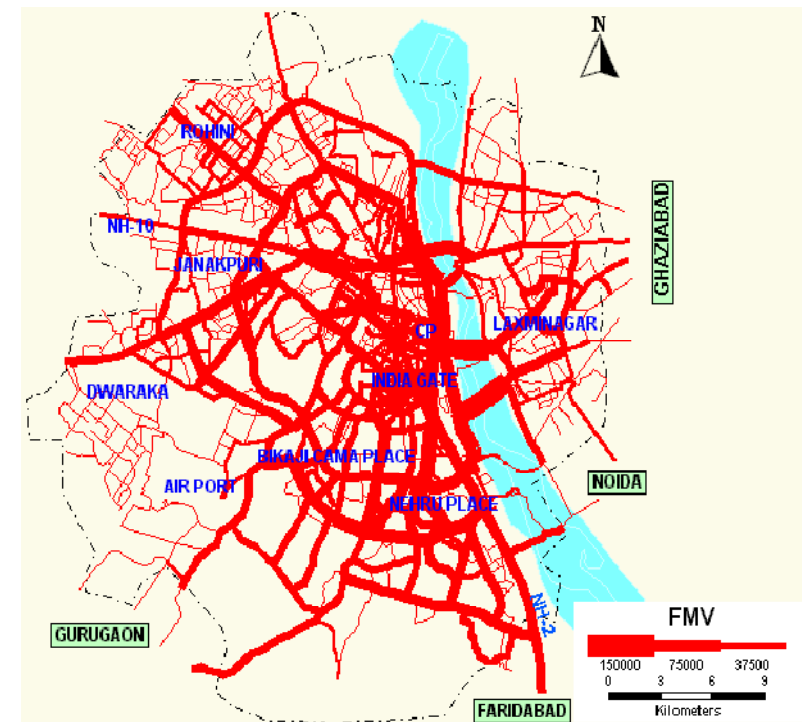 N
ROHINI
GHAZIABAD
NH-10
JANAKPURI
LAXMINAGAR
CP
INDIA GATE
DWARAKA
BIKAJI CAMA PLACE
AIR PORT
NOIDA
NEHRU PLACE
NH-2
FMV
GURUGAON
150000 75000 37500
0 3 6 9
Kilometers
FARIDABAD